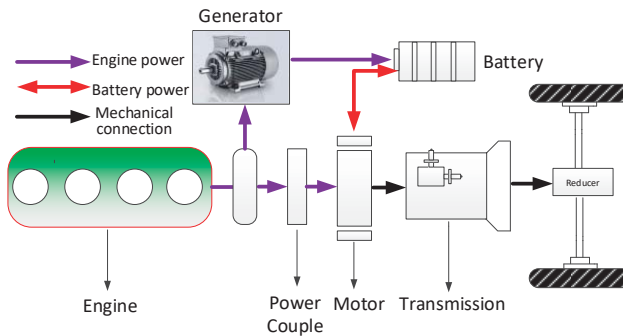 Generator
Engine power
Battery power
Mechanical
connection
Battery
Reducer
Engine
Power
Couple
Motor
Transmission